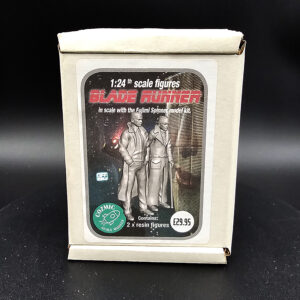 1:24th scale figures
BLADE RUNNER
in scale with the Fujimi Spinner model kit.
Contains:
2 x resin figures
£29.95